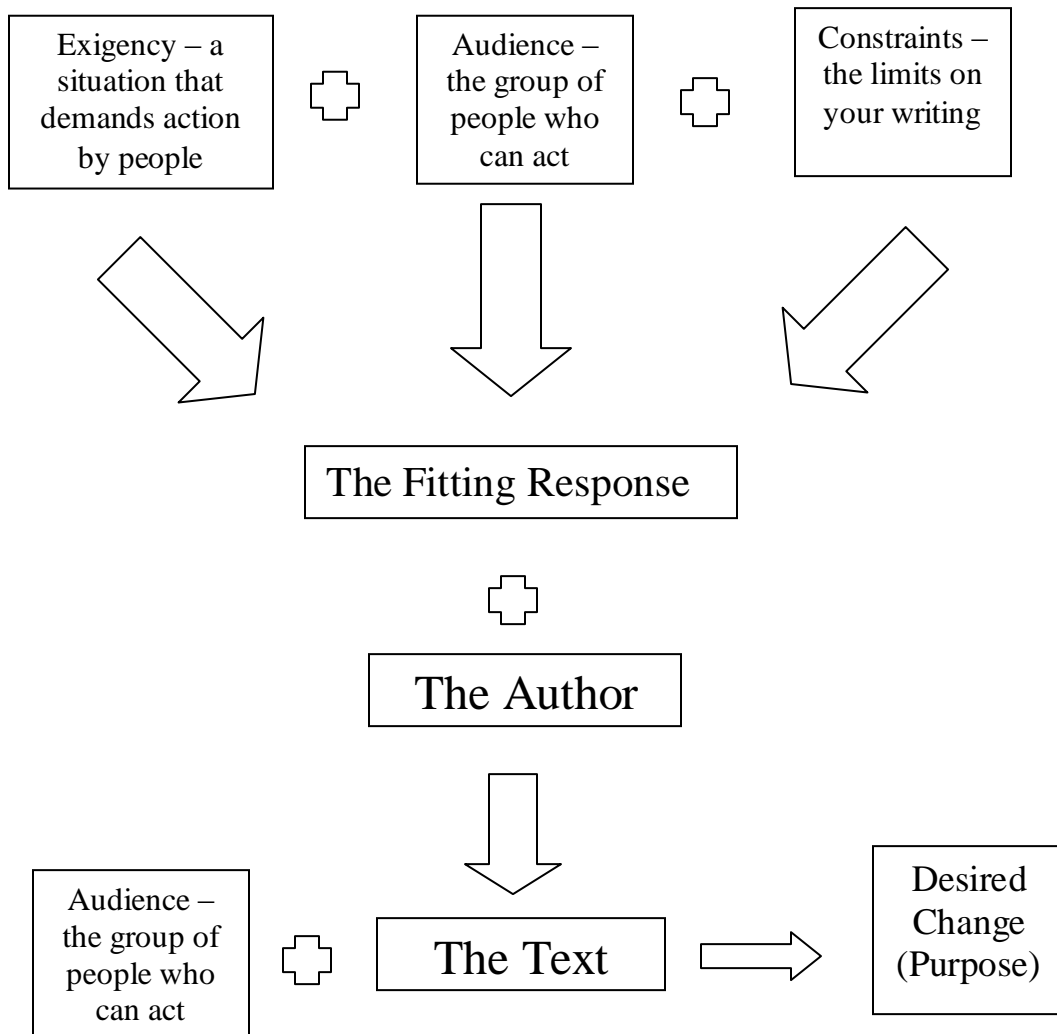 Exigency – a
situation that
demands action
by people
Audience –
the group of
people who
can act
Constraints –
the limits on
your writing
The Fitting Response
The Author
Audience –
the group of
people who
can act
The Text
Desired
Change
(Purpose)